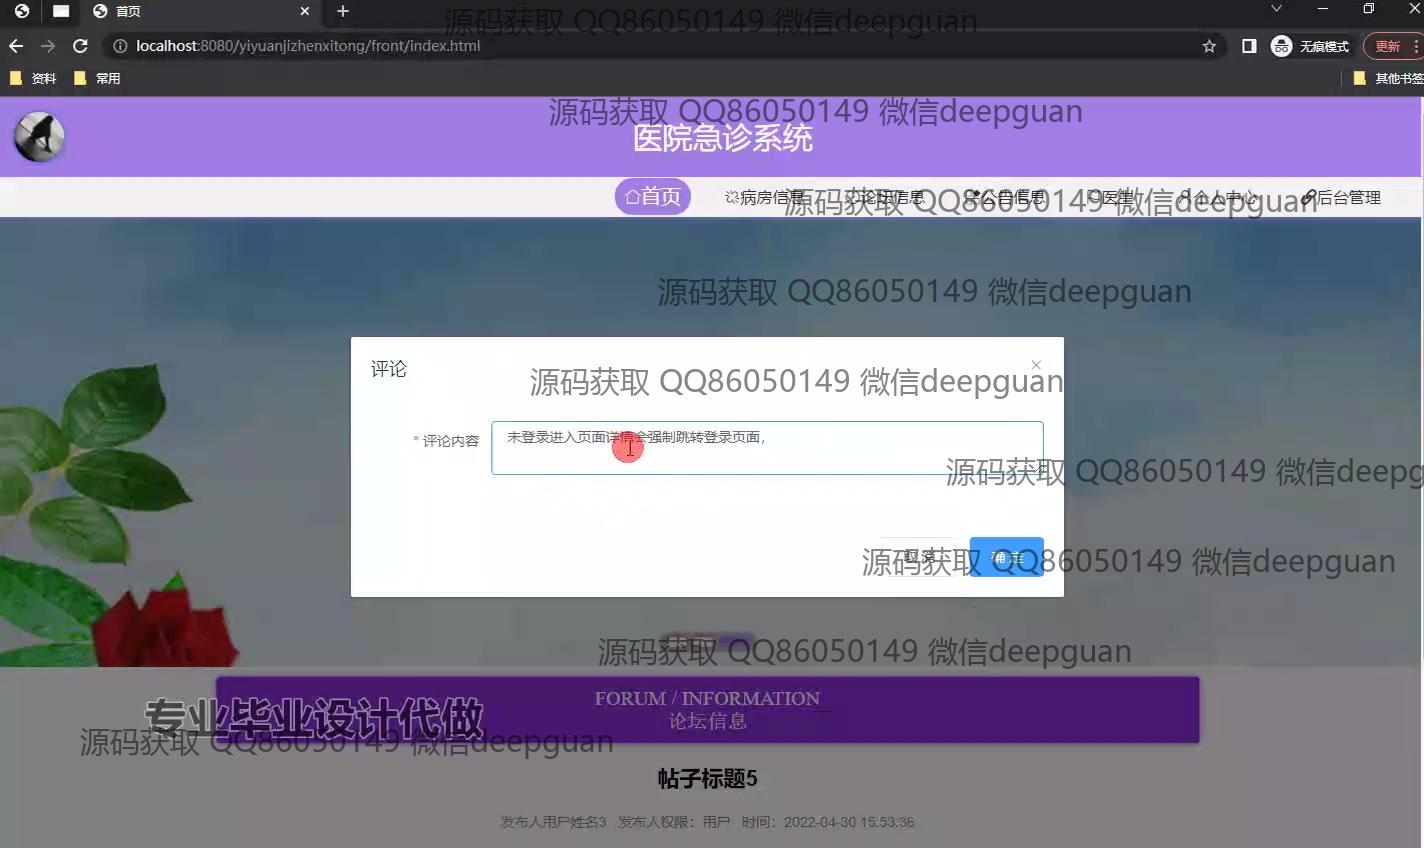 首页
源码获取 QQ86050149 微信deepguan
localhost:8080/yiyuanjizhenxitong/front/index.html
无痕模式
更新
资料
常用
其他书签
源码获取 QQ86050149 微信deepguan
医院急诊系统
首页
病房信息
论坛信息
公告信息
医生
个人中心
后台管理
源码获取 QQ86050149 微信deepguan
源码获取 QQ86050149 微信deepguan
评论
源码获取 QQ86050149 微信deepguan
* 评论内容
未登录进入页面详情会强制跳转登录页面,
源码获取 QQ86050149 微信deepg
取消
确定
源码获取 QQ86050149 微信deepguan
源码获取 QQ86050149 微信deepguan
FORUM / INFORMATION
论坛信息
专业毕业设计代做
源码获取 QQ86050149 微信deepguan
帖子标题5
发布人用户姓名3 发布人权限：用户 时间：2022-04-30 15:53:36